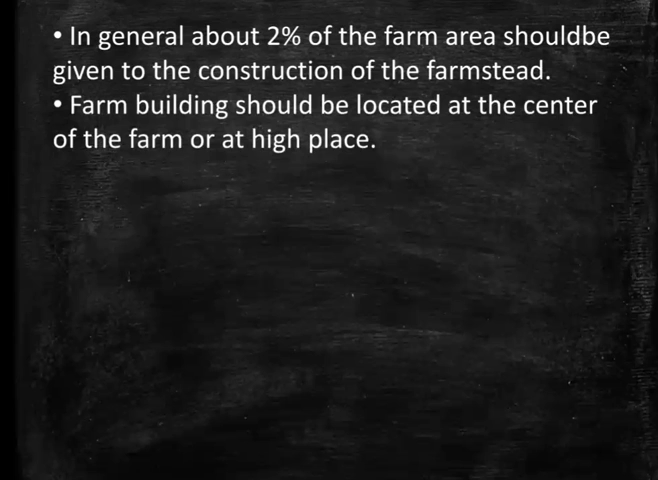 • In general about 2% of the farm area shouldbe
given to the construction of the farmstead.
• Farm building should be located at the center
of the farm or at high place.